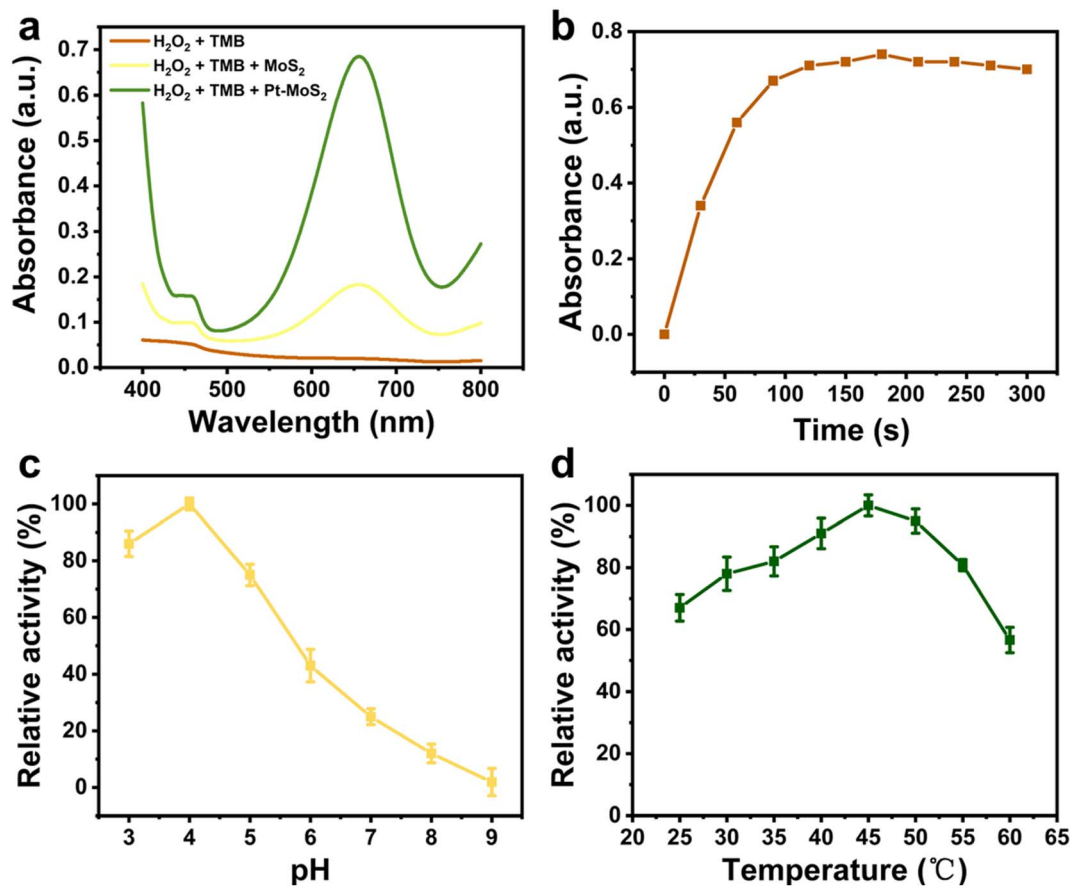 a
H₂O₂ + TMB
H₂O₂ + TMB + MoS₂
H₂O₂ + TMB + Pt-MoS₂
0.7
0.6
0.5
0.4
0.3
0.2
0.1
0.0
400 500 600 700 800
Absorbance (a.u.)
Wavelength (nm)
b
0.8
0.6
0.4
0.2
0.0
0 50 100 150 200 250 300
Absorbance (a.u.)
Time (s)
c
100
80
60
40
20
0
3 4 5 6 7 8 9
Relative activity (%)
pH
d
120
100
80
60
40
20
0
20 25 30 35 40 45 50 55 60 65
Relative activity (%)
Temperature (℃)